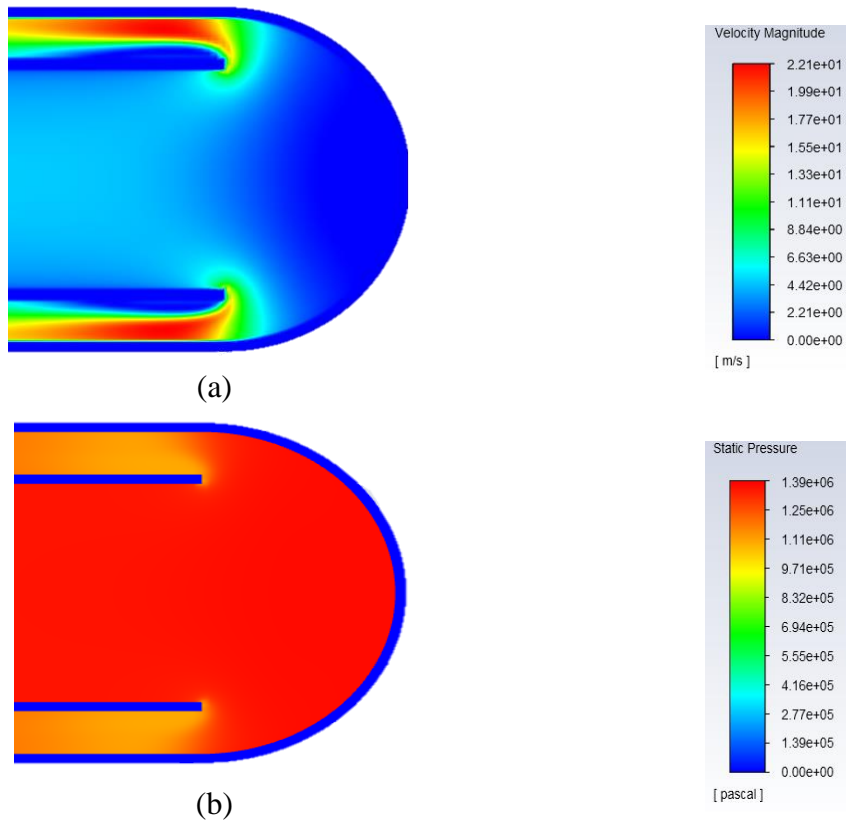 Velocity Magnitude
2.21e+01
1.99e+01
1.77e+01
1.55e+01
1.33e+01
1.11e+01
8.84e+00
6.63e+00
4.42e+00
2.21e+00
0.00e+00
[ m/s ]
(a)
Static Pressure
1.39e+06
1.25e+06
1.11e+06
9.71e+05
8.32e+05
6.94e+05
5.55e+05
4.16e+05
2.77e+05
1.39e+05
0.00e+00
[ pascal ]
(b)